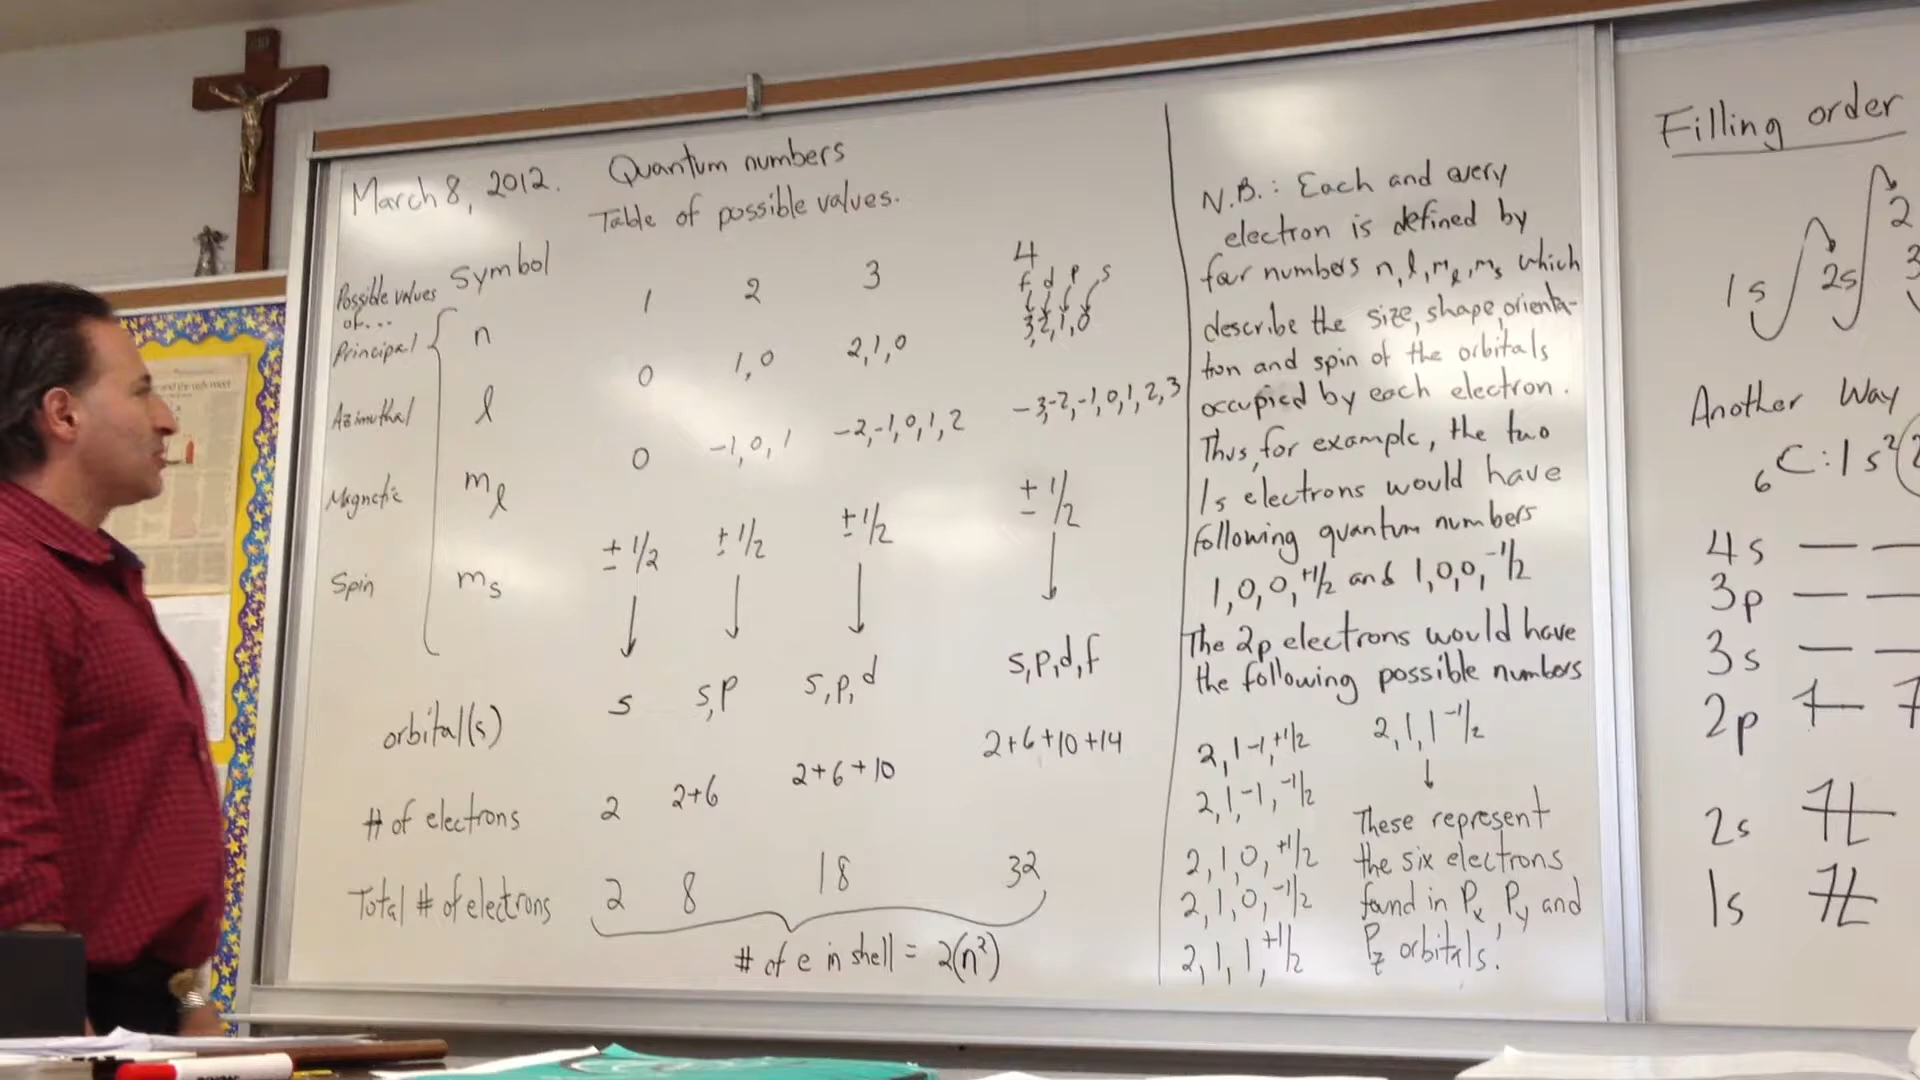 March 8, 2012.
Quantum numbers
Table of possible values.
Possible values of...
Symbol
Principal n 1 2 3 4
f d p s
Azimuthal l 0 1,0 2,1,0 3,2,1,0
Magnetic ml 0 -1,0,1 -2,-1,0,1,2 -3,-2,-1,0,1,2,3
Spin ms ± 1/2 ± 1/2 ± 1/2 ± 1/2
orbital(s) s s,p s,p,d s,p,d,f
# of electrons 2 2+6 2+6+10 2+6+10+14
Total # of electrons 2 8 18 32
# of e in shell = 2(n²)
N.B.: Each and every
electron is defined by
four numbers n, l, ml, ms which
describe the size, shape, orienta-
tion and spin of the orbitals
occupied by each electron.
Thus, for example, the two
1s electrons would have
following quantum numbers
1,0,0,+1/2 and 1,0,0,-1/2
The 2p electrons would have
the following possible numbers
2,1-1,+1/2
2,1,-1,-1/2
2,1,0,+1/2
2,1,0,-1/2
2,1,1,+1/2
2,1,1-1/2
These represent
the six electrons
found in Px, Py and
Pz orbitals.
Filling order
1s 2s 2
3
Another Way
6C:1s²
4s
3p
3s
2p
2s
1s